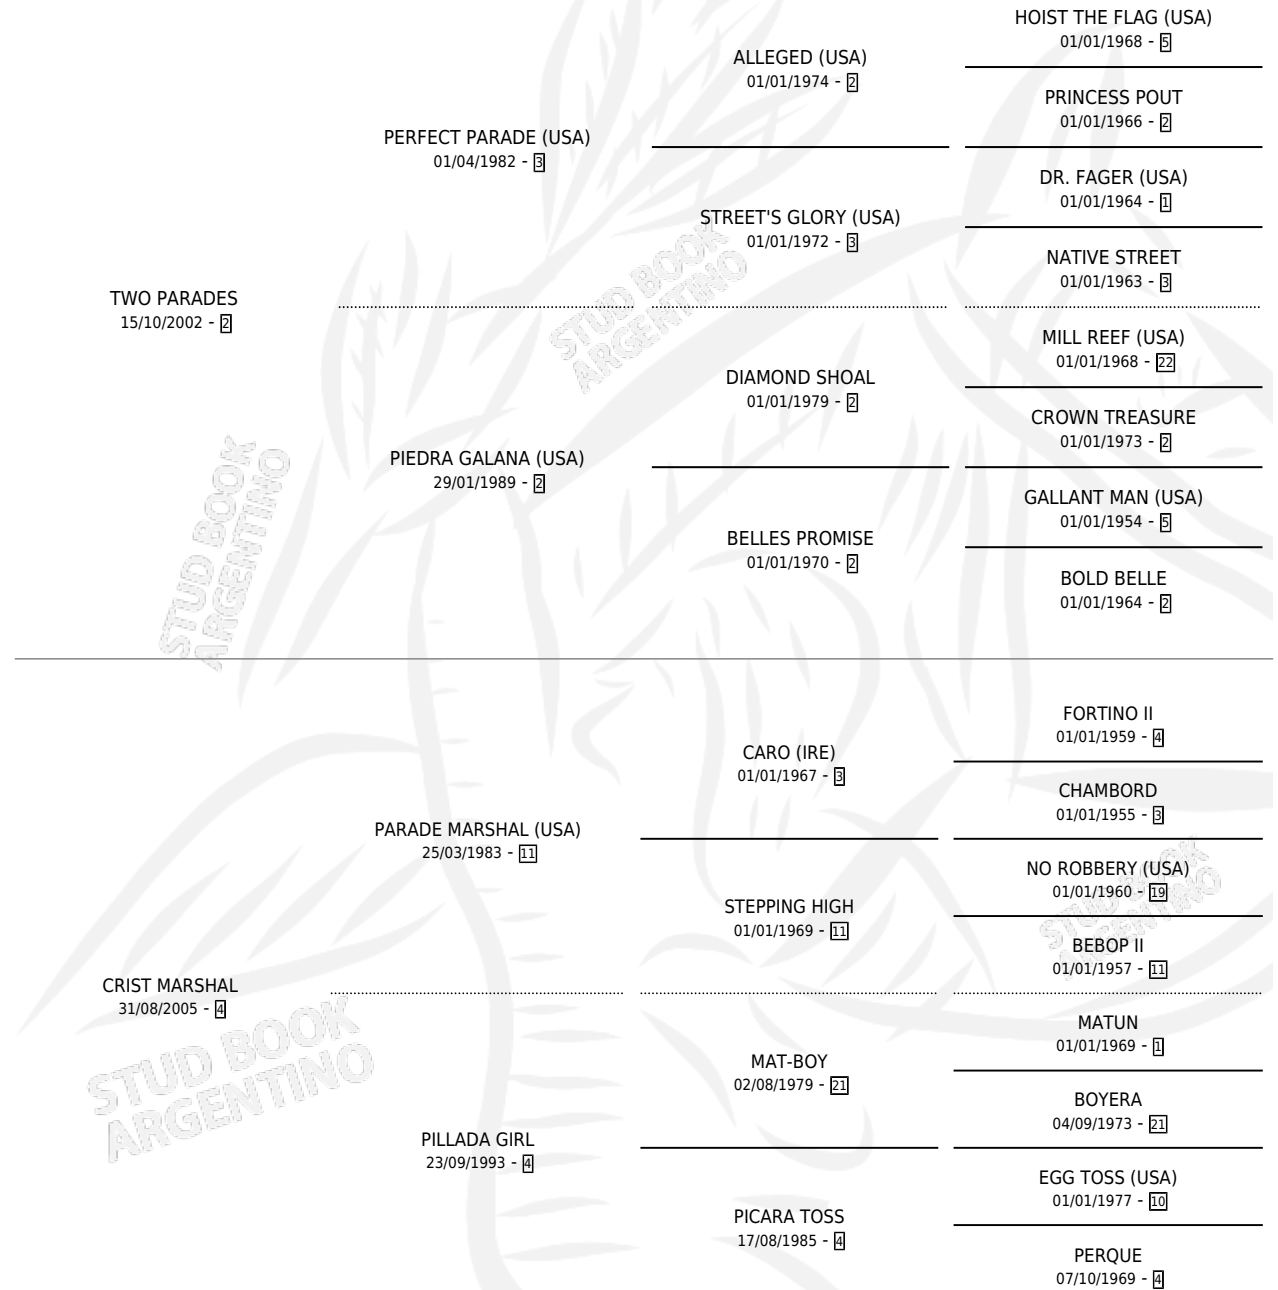 HOIST THE FLAG (USA)
01/01/1968 - 5
ALLEGED (USA)
01/01/1974 - 2
PRINCESS POUT
01/01/1966 - 2
PERFECT PARADE (USA)
01/04/1982 - 3
DR. FAGER (USA)
01/01/1964 - 1
STREET'S GLORY (USA)
01/01/1972 - 3
NATIVE STREET
01/01/1963 - 3
TWO PARADES
15/10/2002 - 2
MILL REEF (USA)
01/01/1968 - 22
DIAMOND SHOAL
01/01/1979 - 2
CROWN TREASURE
01/01/1973 - 2
PIEDRA GALANA (USA)
29/01/1989 - 2
GALLANT MAN (USA)
01/01/1954 - 5
BELLES PROMISE
01/01/1970 - 2
BOLD BELLE
01/01/1964 - 2
FORTINO II
01/01/1959 - 4
CARO (IRE)
01/01/1967 - 3
CHAMBORD
01/01/1955 - 3
PARADE MARSHAL (USA)
25/03/1983 - 11
NO ROBBERY (USA)
01/01/1960 - 19
STEPPING HIGH
01/01/1969 - 11
BEBOP II
01/01/1957 - 11
CRIST MARSHAL
31/08/2005 - 4
MATUN
01/01/1969 - 1
MAT-BOY
02/08/1979 - 21
BOYERA
04/09/1973 - 21
PILLADA GIRL
23/09/1993 - 4
EGG TOSS (USA)
01/01/1977 - 10
PICARA TOSS
17/08/1985 - 4
PERQUE
07/10/1969 - 4
STUD BOOK
ARGENTINO
STUD BOOK
ARGENTINO
STUD BOOK
ARGENTINO
STUD BOOK
ARGENTINO